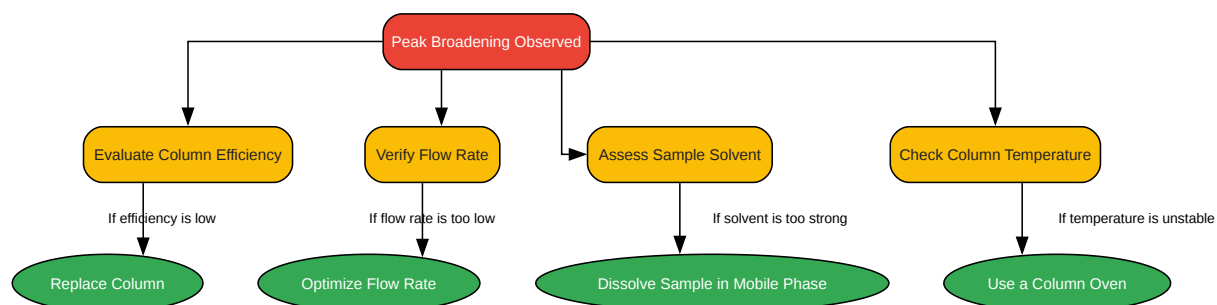 Peak Broadening Observed
Evaluate Column Efficiency
Verify Flow Rate
Assess Sample Solvent
Check Column Temperature
If efficiency is low
If flow rate is too low
If solvent is too strong
If temperature is unstable
Replace Column
Optimize Flow Rate
Dissolve Sample in Mobile Phase
Use a Column Oven